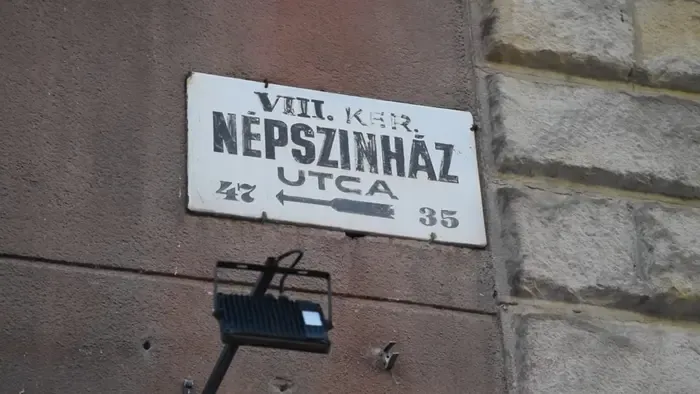 VIII. KER.
NÉPSZINHÁZ
UTCA
47 35